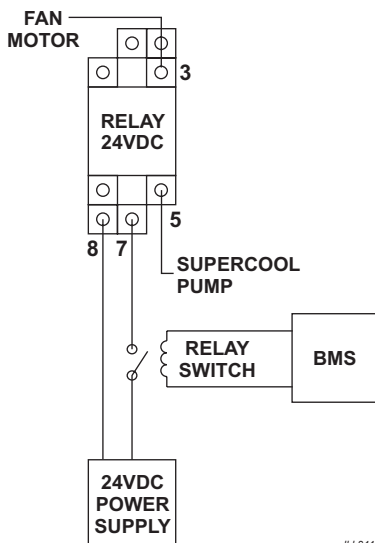 FAN
MOTOR
3
RELAY
24VDC
5
8 7
SUPERCOOL
PUMP
RELAY
SWITCH
BMS
24VDC
POWER
SUPPLY